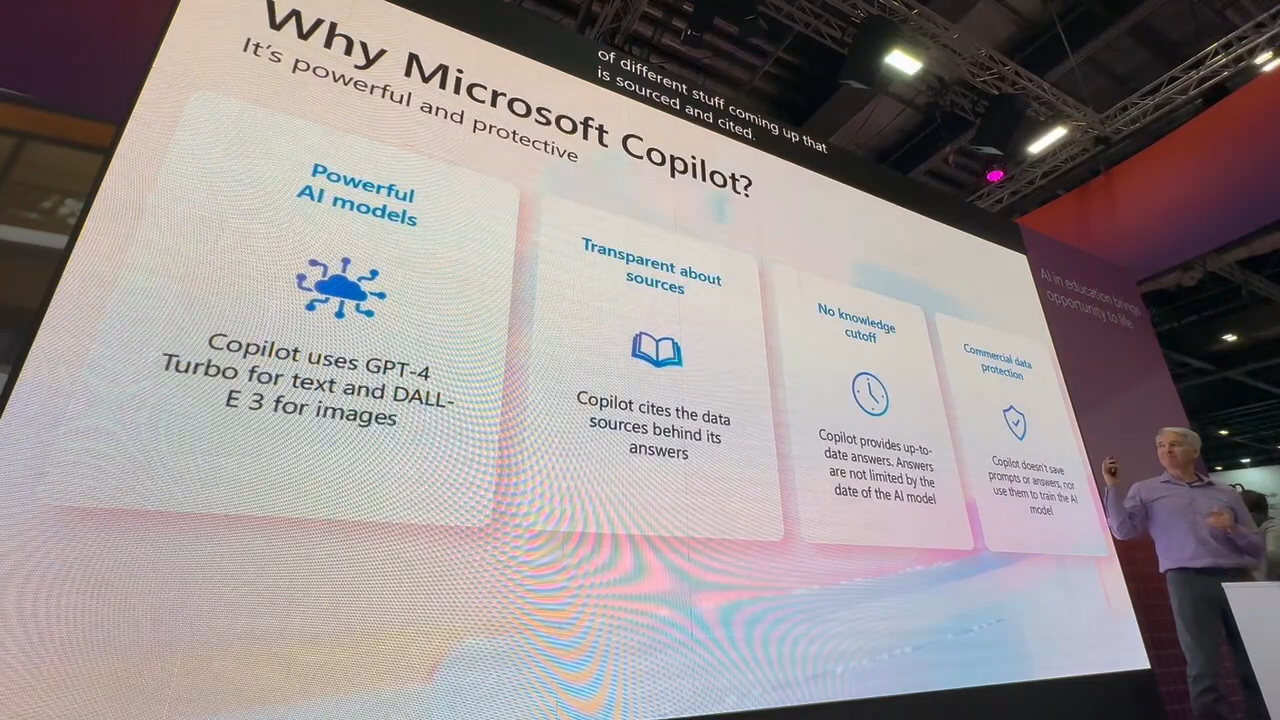 Why Microsoft Copilot?
It's powerful and protective
of different stuff coming up that
is sourced and cited.
Powerful
AI models
Copilot uses GPT-4
Turbo for text and DALL-
E 3 for images
Transparent about
sources
Copilot cites the data
sources behind its
answers
No knowledge
cutoff
Copilot provides up-to-
date answers. Answers
are not limited by the
date of the AI model
Commercial data
protection
Copilot doesn't save
prompts or answers, nor
use them to train the AI
model
AI in education brings
opportunity to life